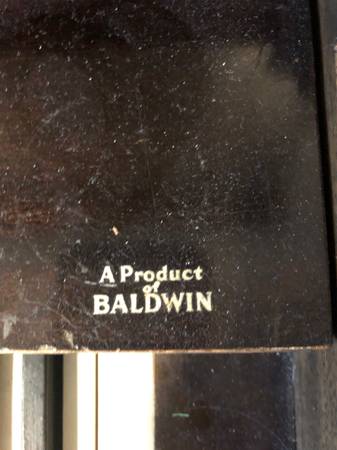 A Product
of
BALDWIN